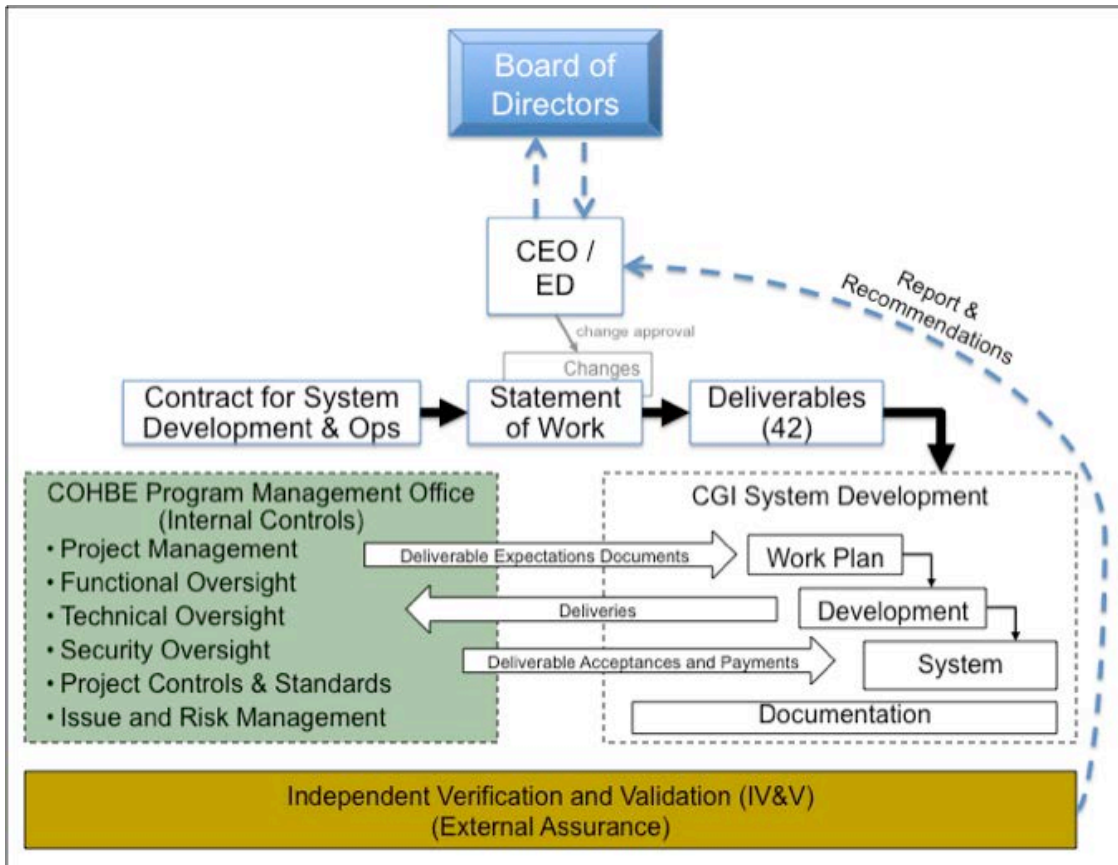 Board of
Directors
CEO /
ED
Report &
Recommendations
change approval
Changes
Contract for System
Development & Ops
Statement
of Work
Deliverables
(42)
COHBE Program Management Office
(Internal Controls)
• Project Management
• Functional Oversight
• Technical Oversight
• Security Oversight
• Project Controls & Standards
• Issue and Risk Management
Deliverable Expectations Documents
Deliveries
Deliverable Acceptances and Payments
CGI System Development
Work Plan
Development
System
Documentation
Independent Verification and Validation (IV&V)
(External Assurance)